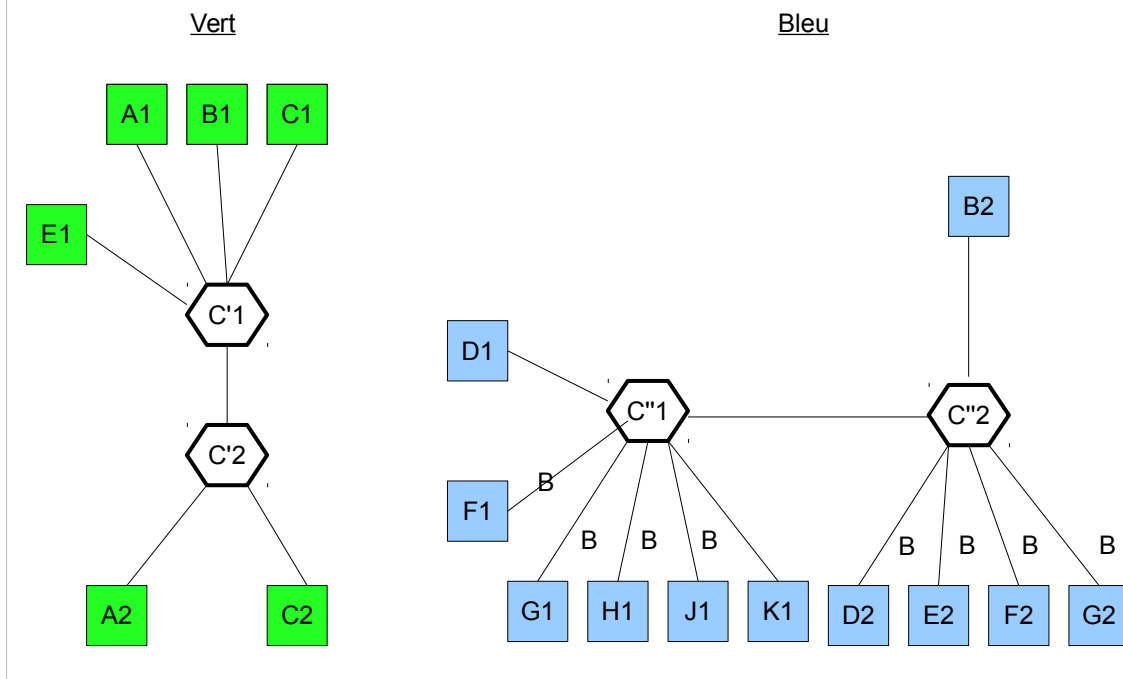 Vert
Bleu
A1 B1 C1
B2
E1
C'1
D1
C''1
C''2
C'2
B
F1
B B B B B B B
G1 H1 J1 K1 D2 E2 F2 G2
A2 C2